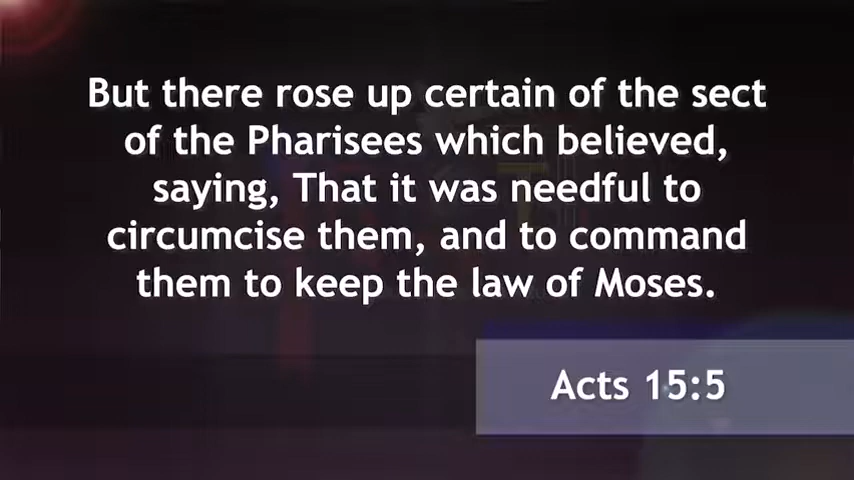 But there rose up certain of the sect
of the Pharisees which believed,
saying, That it was needful to
circumcise them, and to command
them to keep the law of Moses.
Acts 15:5